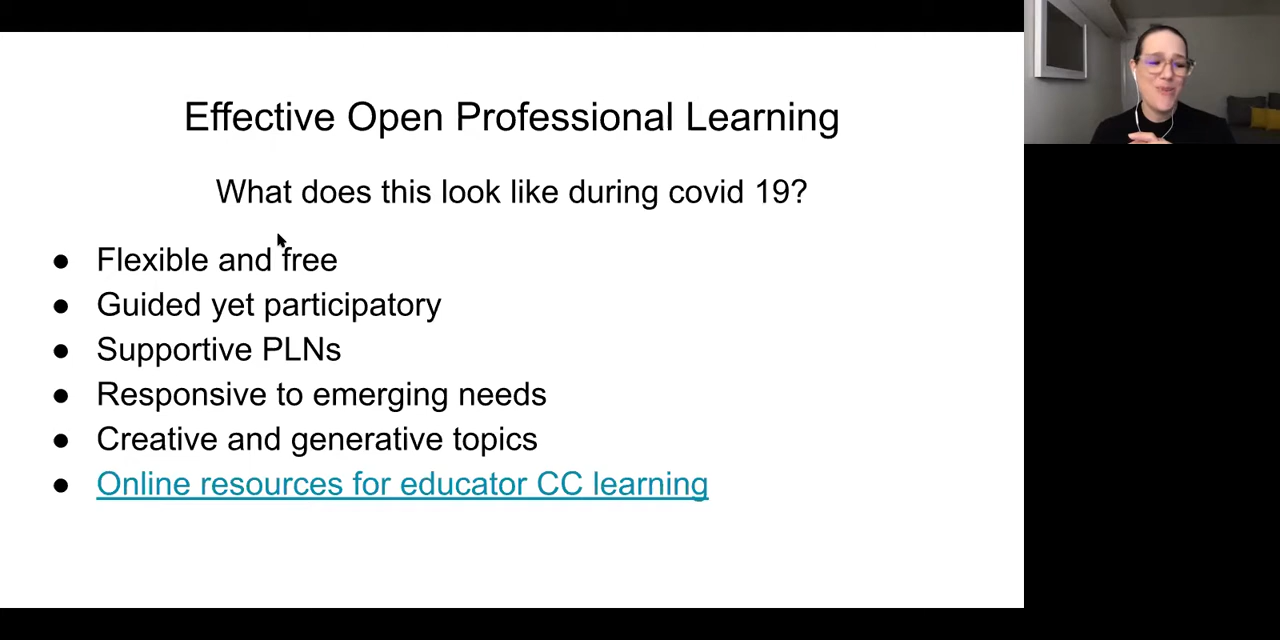 Effective Open Professional Learning
What does this look like during covid 19?
● Flexible and free
● Guided yet participatory
● Supportive PLNs
● Responsive to emerging needs
● Creative and generative topics
● Online resources for educator CC learning